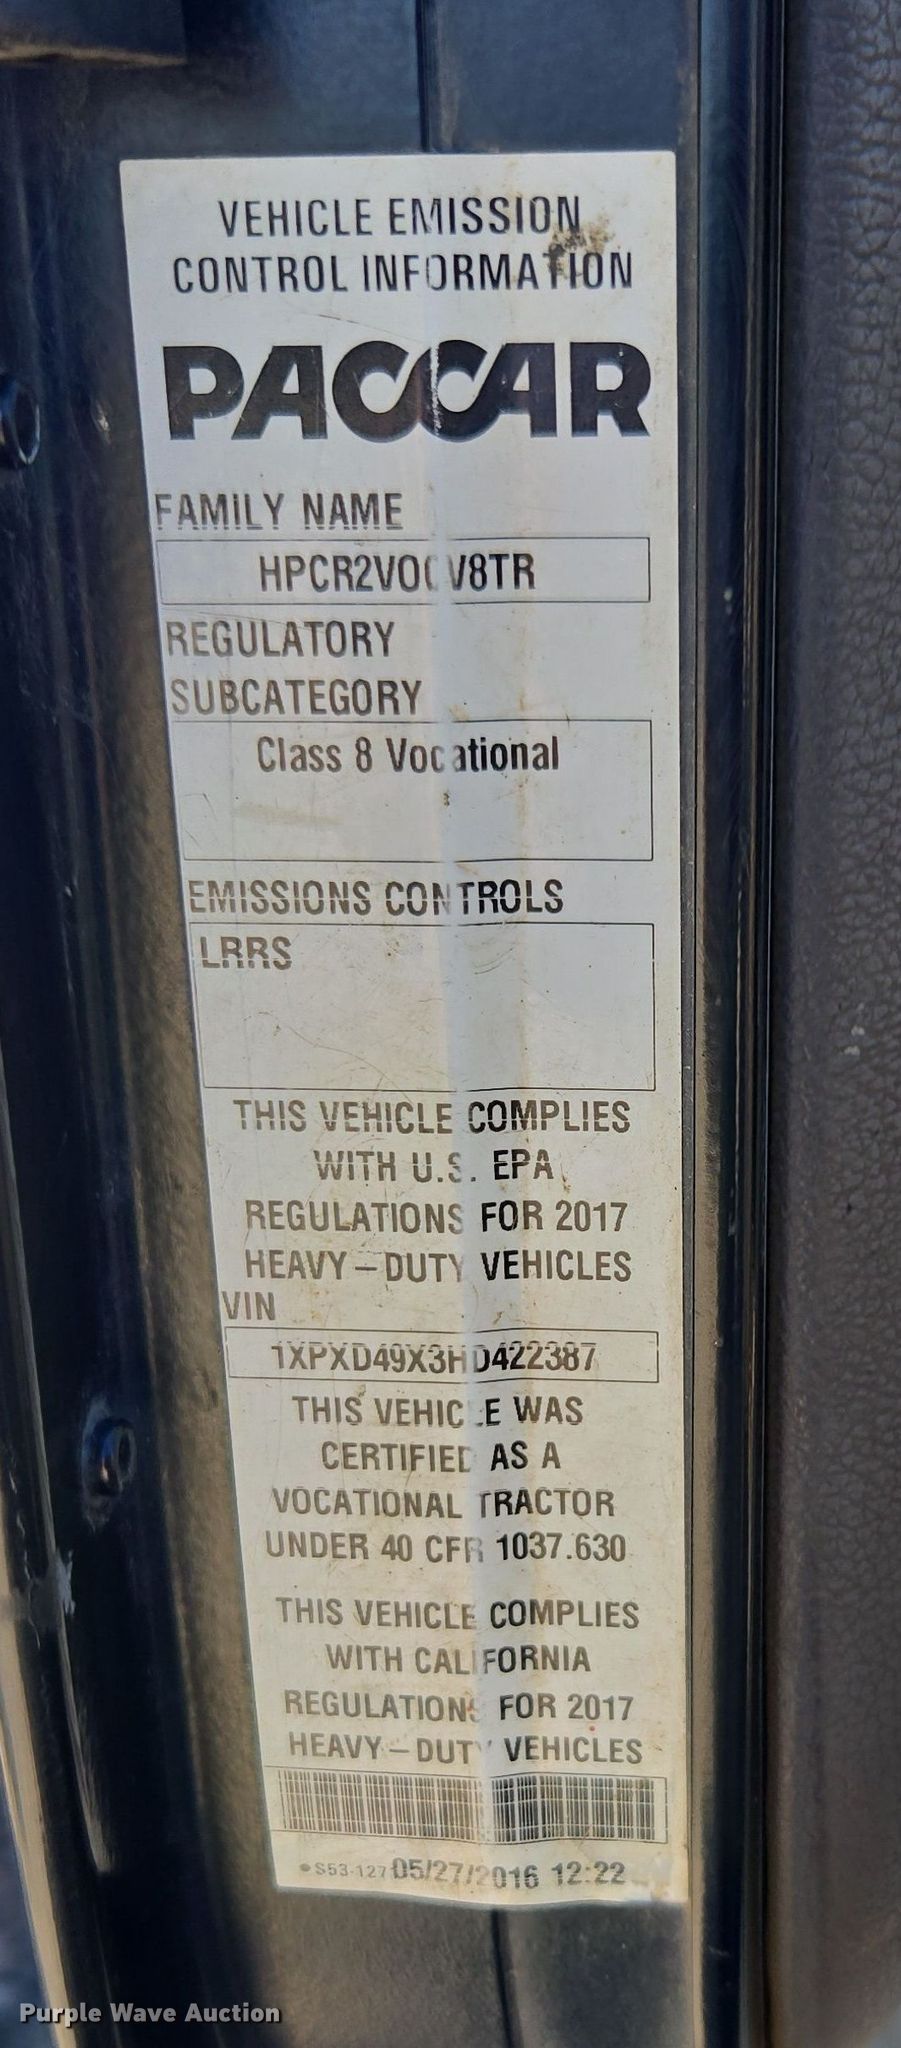 VEHICLE EMISSION
CONTROL INFORMATION
PACCAR
FAMILY NAME
HPCR2VOCV8TR
REGULATORY
SUBCATEGORY
Class 8 Vocational
EMISSIONS CONTROLS
LRRS
THIS VEHICLE COMPLIES
WITH U.S. EPA
REGULATIONS FOR 2017
HEAVY-DUTY VEHICLES
VIN
1XPXD49X3HD422387
THIS VEHICLE WAS
CERTIFIED AS A
VOCATIONAL TRACTOR
UNDER 40 CFR 1037.630
THIS VEHICLE COMPLIES
WITH CALIFORNIA
REGULATIONS FOR 2017
HEAVY-DUTY VEHICLES
05/27/2016 12:22
Purple Wave Auction